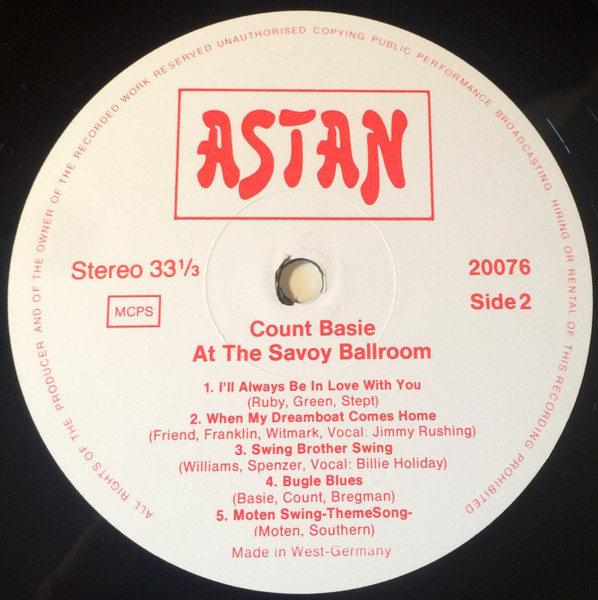 ALL RIGHTS OF THE PRODUCER AND OF THE OWNER OF THE RECORDED WORK RESERVED UNAUTHORISED COPYING PUBLIC PERFORMANCE BROADCASTING HIRING OR RENTAL OF THIS RECORDING PROHIBITED
ASTAN
Stereo 33 1/3
20076
MCPS
Side 2
Count Basie
At The Savoy Ballroom
1. I'll Always Be In Love With You
(Ruby, Green, Stept)
2. When My Dreamboat Comes Home
(Friend, Franklin, Witmark, Vocal: Jimmy Rushing)
3. Swing Brother Swing
(Williams, Spenzer, Vocal: Billie Holiday)
4. Bugle Blues
(Basie, Count, Bregman)
5. Moten Swing-ThemeSong-
(Moten, Southern)
Made in West-Germany